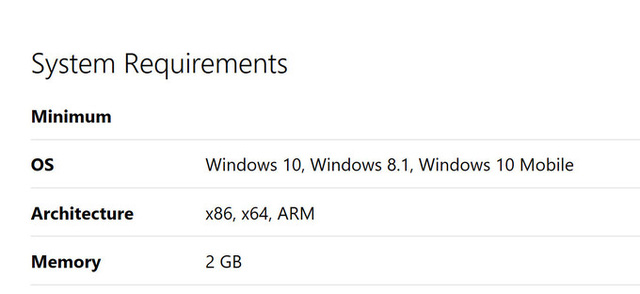 System Requirements
Minimum
OS Windows 10, Windows 8.1, Windows 10 Mobile
Architecture x86, x64, ARM
Memory 2 GB